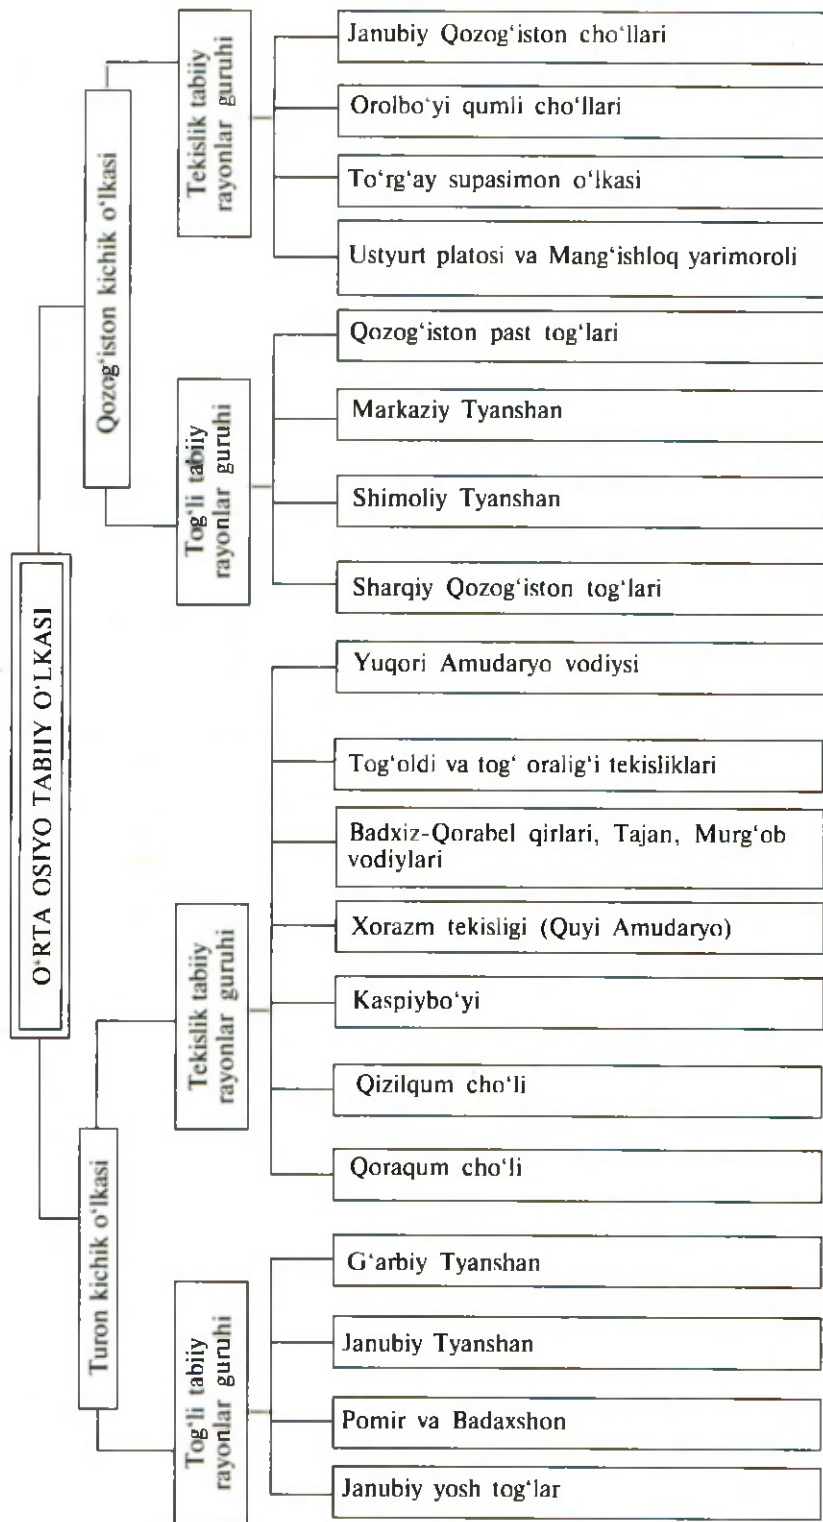 O‘RTA OSIYO TABIIY O‘LKASI
Qozog‘iston kichik o‘lkasi
Tekislik tabiiy
rayonlar guruhi
Janubiy Qozog‘iston cho‘llari
Orolbo‘yi qumli cho‘llari
To‘rg‘ay supasimon o‘lkasi
Ustyurt platosi va Mang‘ishloq yarimoroli
Tog‘li tabiiy
rayonlar guruhi
Qozog‘iston past tog‘lari
Markaziy Tyanshan
Shimoliy Tyanshan
Sharqiy Qozog‘iston tog‘lari
Turon kichik o‘lkasi
Tekislik tabiiy
rayonlar guruhi
Yuqori Amudaryo vodiysi
Tog‘oldi va tog‘ oralig‘i tekisliklari
Badxiz-Qorabel qirlari, Tajan, Murg‘ob
vodiylari
Xorazm tekisligi (Quyi Amudaryo)
Kaspiybo‘yi
Qizilqum cho‘li
Qoraqum cho‘li
Tog‘li tabiiy
rayonlar guruhi
G‘arbiy Tyanshan
Janubiy Tyanshan
Pomir va Badaxshon
Janubiy yosh tog‘lar